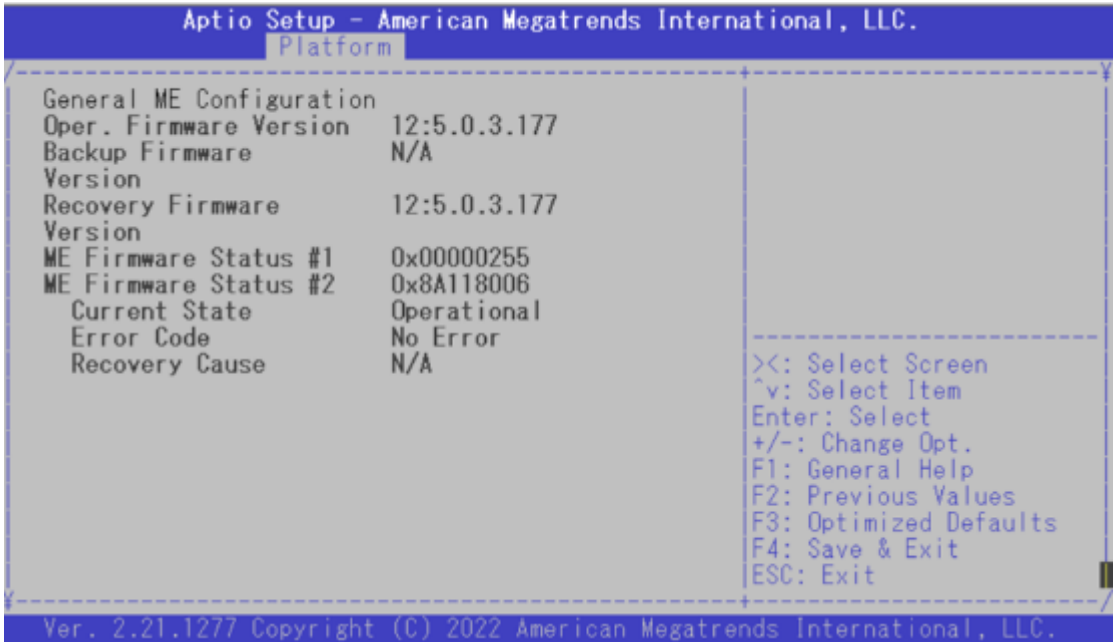 Aptio Setup - American Megatrends International, LLC.
Platform
General ME Configuration
Oper. Firmware Version 12:5.0.3.177
Backup Firmware N/A
Version
Recovery Firmware 12:5.0.3.177
Version
ME Firmware Status #1 0x00000255
ME Firmware Status #2 0x8A118006
Current State Operational
Error Code No Error
Recovery Cause N/A
><: Select Screen
^v: Select Item
Enter: Select
+/-: Change Opt.
F1: General Help
F2: Previous Values
F3: Optimized Defaults
F4: Save & Exit
ESC: Exit
Ver. 2.21.1277 Copyright (C) 2022 American Megatrends International, LLC.